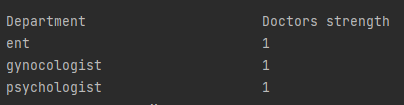 Department Doctors strength
ent 1
gynocologist 1
psychologist 1